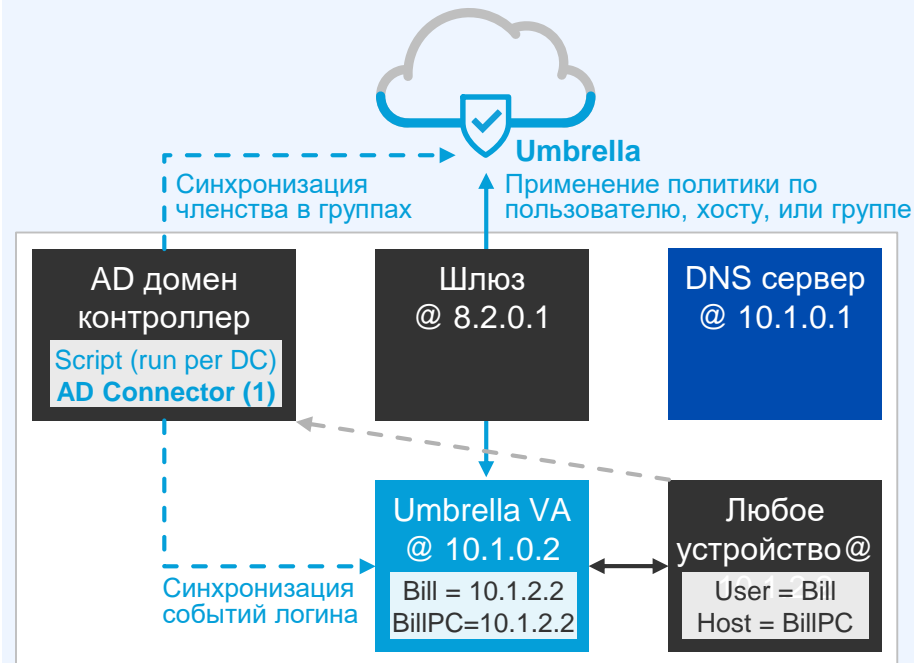 Umbrella
Синхронизация
членства в группах
Применение политики по
пользователю, хосту, или группе
AD домен
контроллер
Script (run per DC)
AD Connector (1)
Шлюз
@ 8.2.0.1
DNS сервер
@ 10.1.0.1
Синхронизация
событий логина
Umbrella VA
@ 10.1.0.2
Bill = 10.1.2.2
BillPC=10.1.2.2
Любое
устройство@
User = Bill
Host = BillPC